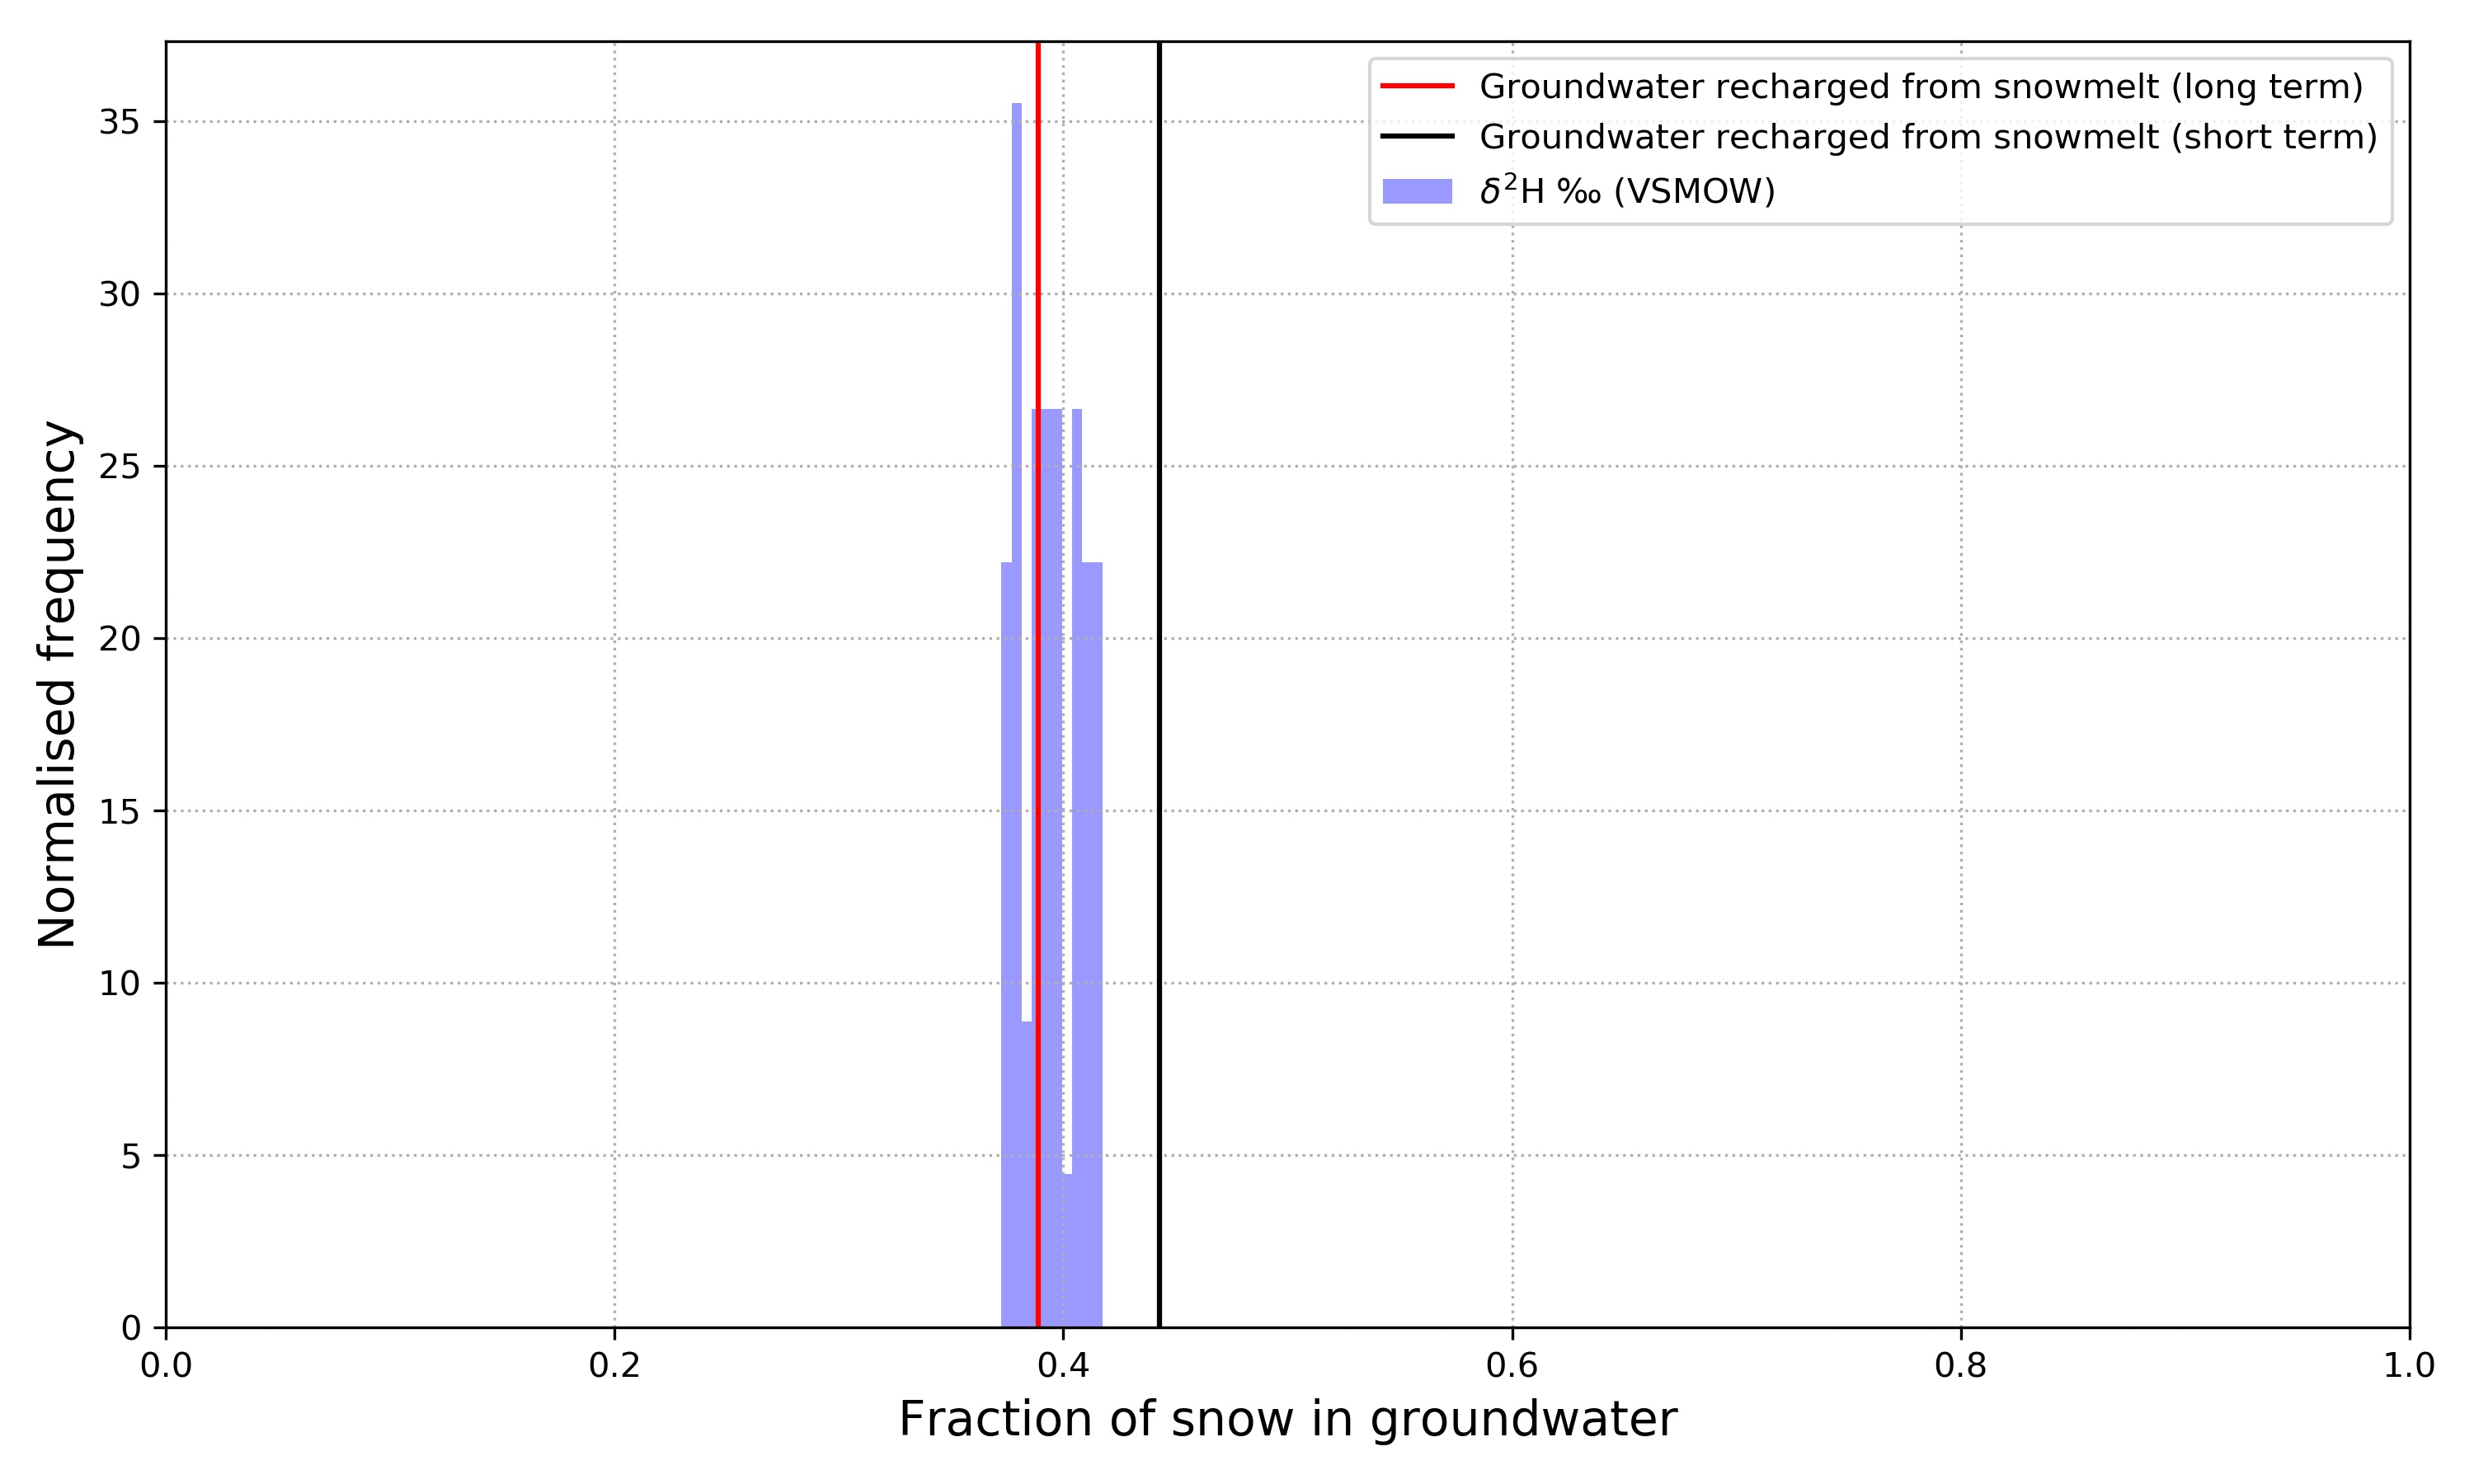 Groundwater recharged from snowmelt (long term)
Groundwater recharged from snowmelt (short term)
δ²H ‰ (VSMOW)
Normalised frequency
35
30
25
20
15
10
5
0
0.0 0.2 0.4 0.6 0.8 1.0
Fraction of snow in groundwater